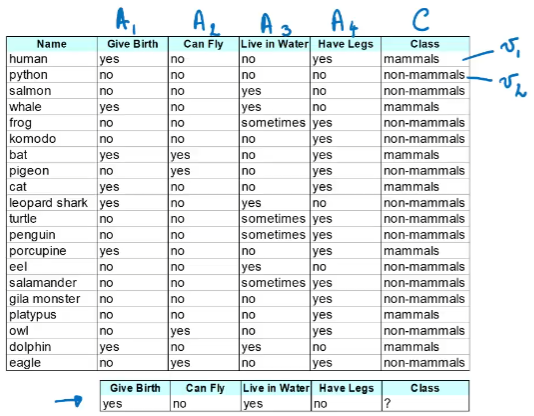 A1 A2 A3 A4 C
Name Give Birth Can Fly Live in Water Have Legs Class
human yes no no yes mammals v1
python no no no no non-mammals v2
salmon no no yes no non-mammals
whale yes no yes no mammals
frog no no sometimes yes non-mammals
komodo no no no yes non-mammals
bat yes yes no yes mammals
pigeon no yes no yes non-mammals
cat yes no no yes mammals
leopard shark yes no yes no non-mammals
turtle no no sometimes yes non-mammals
penguin no no sometimes yes non-mammals
porcupine yes no no yes mammals
eel no no yes no non-mammals
salamander no no sometimes yes non-mammals
gila monster no no no yes non-mammals
platypus no no no yes mammals
owl no yes no yes non-mammals
dolphin yes no yes no mammals
eagle no yes no yes non-mammals
Give Birth Can Fly Live in Water Have Legs Class
yes no yes no ?